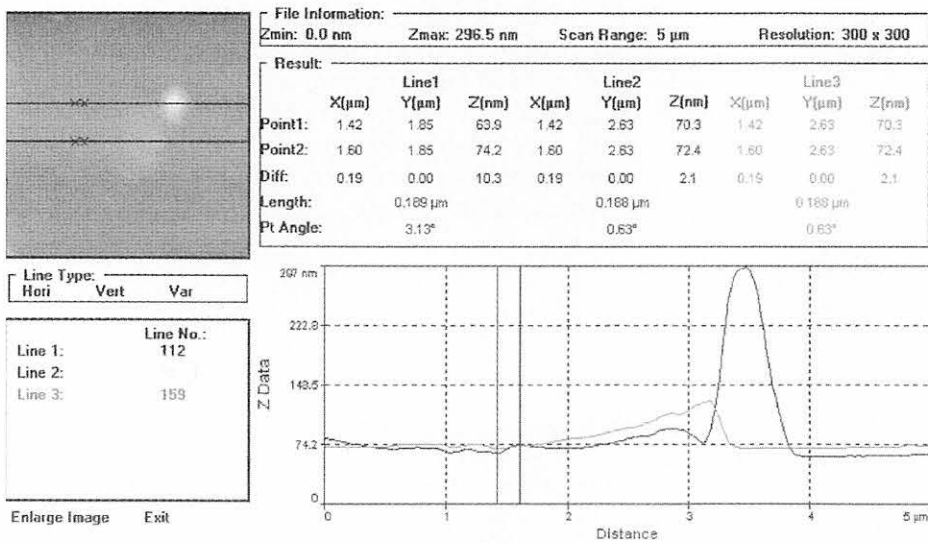 File Information:
Zmin: 0.0 nm Zmax: 296.5 nm Scan Range: 5 µm Resolution: 300 x 300
Result:
Line1 Line2 Line3
X(µm) Y(µm) Z(nm) X(µm) Y(µm) Z(nm) X(µm) Y(µm) Z(nm)
Point1: 1.42 1.85 63.9 1.42 2.63 70.3 1.42 2.63 70.3
Point2: 1.60 1.85 74.2 1.60 2.63 72.4 1.60 2.63 72.4
Diff: 0.19 0.00 10.3 0.19 0.00 2.1 0.19 0.00 2.1
Length: 0.189 µm 0.188 µm 0.188 µm
Pt Angle: 3.13° 0.63° 0.63°
Line Type:
Hori Vert Var
Line No.:
Line 1: 112
Line 2:
Line 3: 159
Enlarge Image Exit
297 nm
222.8
148.5
74.2
0
Z Data
0 1 2 3 4 5 µm
Distance